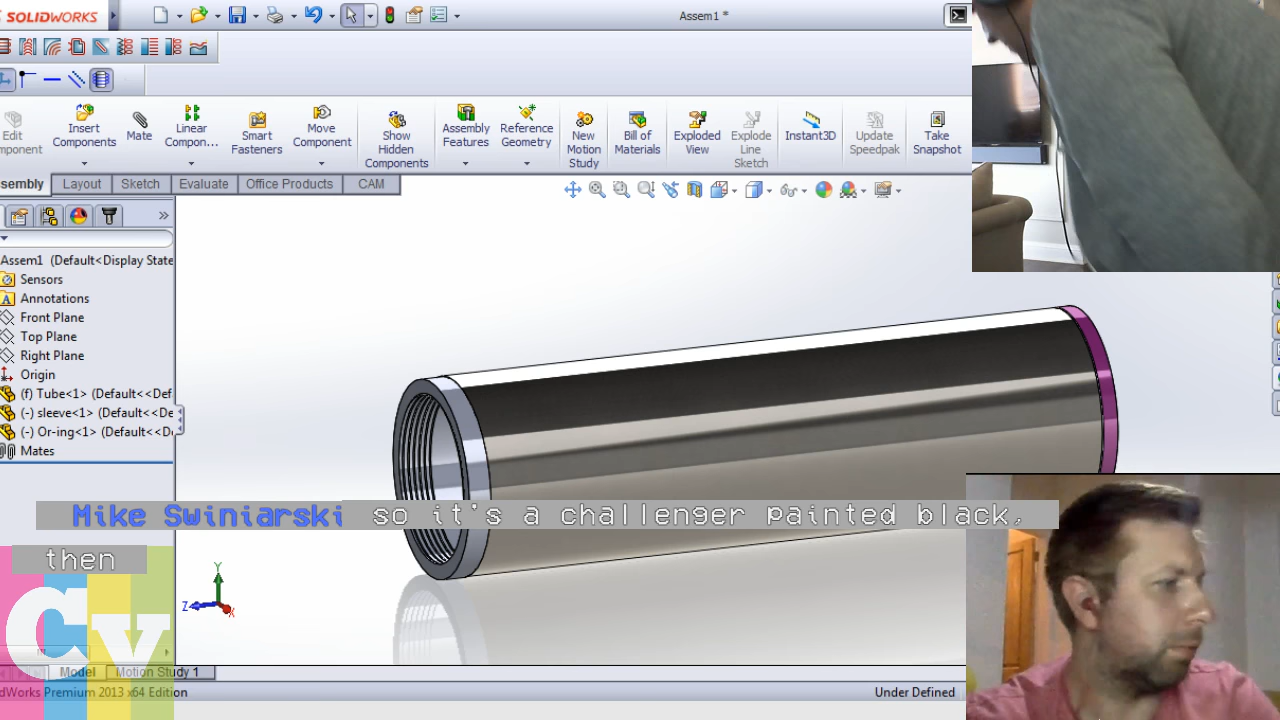 SOLIDWORKS
Assem1 *
Edit
Component
Insert
Components
Mate
Linear
Compon...
Smart
Fasteners
Move
Component
Show
Hidden
Components
Assembly
Features
Reference
Geometry
New
Motion
Study
Bill of
Materials
Exploded
View
Explode
Line
Sketch
Instant3D
Update
Speedpak
Take
Snapshot
sembly
Layout
Sketch
Evaluate
Office Products
CAM
Assem1 (Default<Display State
Sensors
Annotations
Front Plane
Top Plane
Right Plane
Origin
(f) Tube<1> (Default<<Def
(-) sleeve<1> (Default<<De
(-) Or-ing<1> (Default<<D
Mates
Mike Swiniarski so it's a challenger painted black,
then
Y
Z
X
CV
Model
Motion Study 1
dWorks Premium 2013 x64 Edition
Under Defined